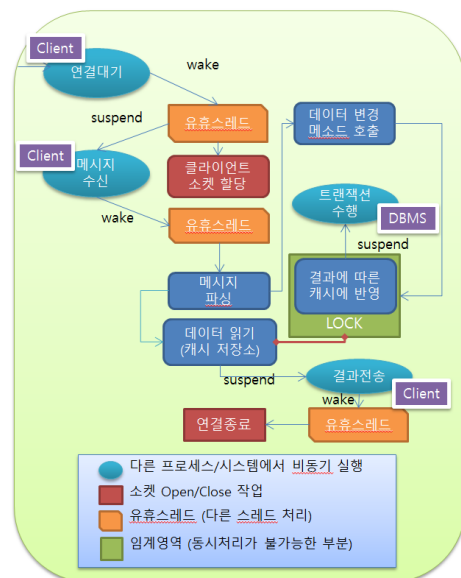 Client
연결대기
wake
suspend
유휴스레드
데이터 변경
메소드 호출
Client
메시지
수신
클라이언트
소켓 할당
wake
유휴스레드
트랜잭션
수행
DBMS
suspend
메시지
파싱
결과에 따른
캐시에 반영
LOCK
데이터 읽기
(캐시 저장소)
suspend
결과전송
wake
Client
연결종료
유휴스레드
다른 프로세스/시스템에서 비동기 실행
소켓 Open/Close 작업
유휴스레드 (다른 스레드 처리)
임계영역 (동시처리가 불가능한 부분)